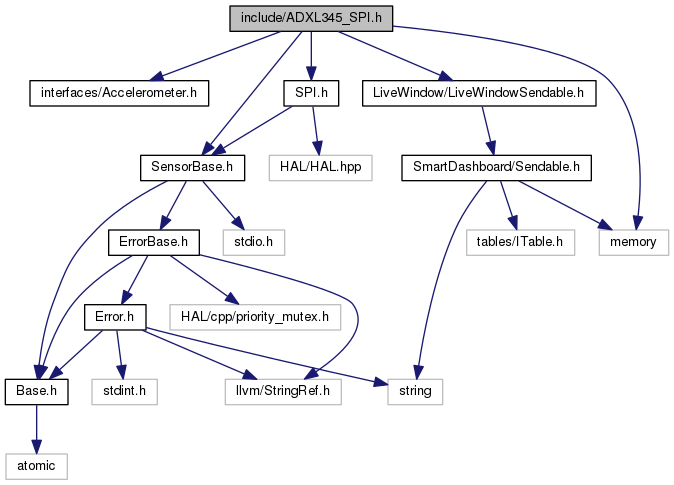 include/ADXL345_SPI.h
interfaces/Accelerometer.h
SPI.h
LiveWindow/LiveWindowSendable.h
SensorBase.h
HAL/HAL.hpp
SmartDashboard/Sendable.h
ErrorBase.h
stdio.h
tables/ITable.h
memory
Error.h
HAL/cpp/priority_mutex.h
Base.h
stdint.h
llvm/StringRef.h
string
atomic